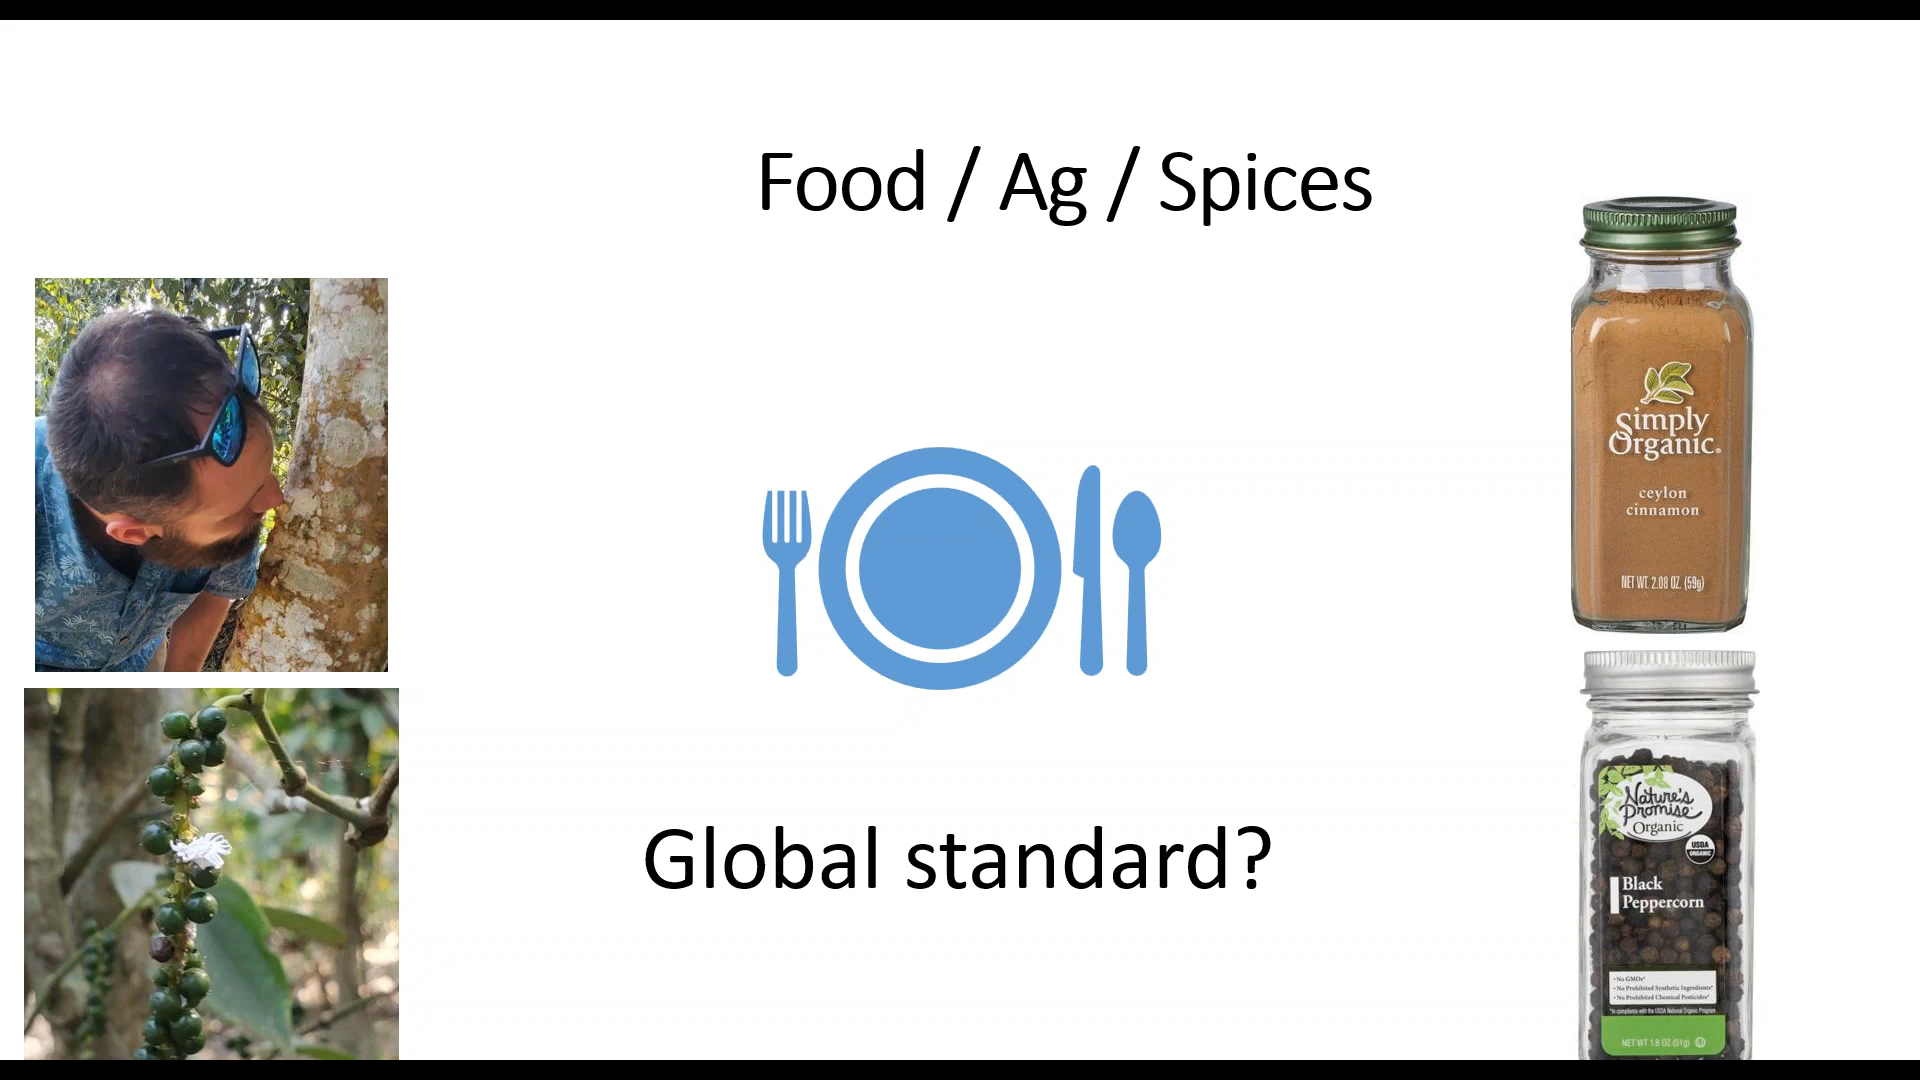 Food / Ag / Spices
Simply
Organic®
ceylon
cinnamon
NET WT. 2.08 OZ. (59g)
Global standard?
Nature's
Promise
Organic
USDA
ORGANIC
Black
Peppercorn
• No GMOs*
• No Prohibited Synthetic Ingredients*
• No Prohibited Chemical Pesticides*
*In compliance with the USDA National Organic Program
NET WT 1.8 OZ (51g)